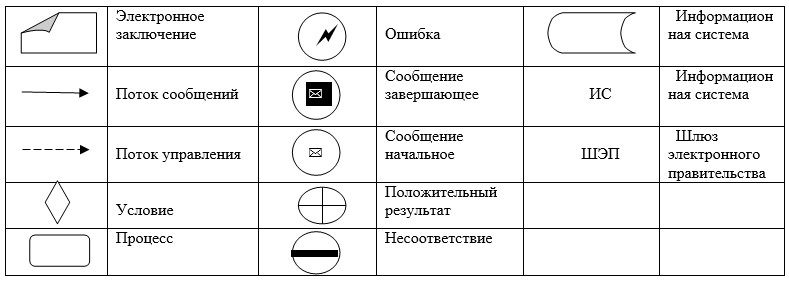 Электронное
заключение
Ошибка
Информацион
ная система
Поток сообщений
Сообщение
завершающее
ИС
Информацион
ная система
Поток управления
Сообщение
начальное
ШЭП
Шлюз
электронного
правительства
Условие
Положительный
результат
Процесс
Несоответствие